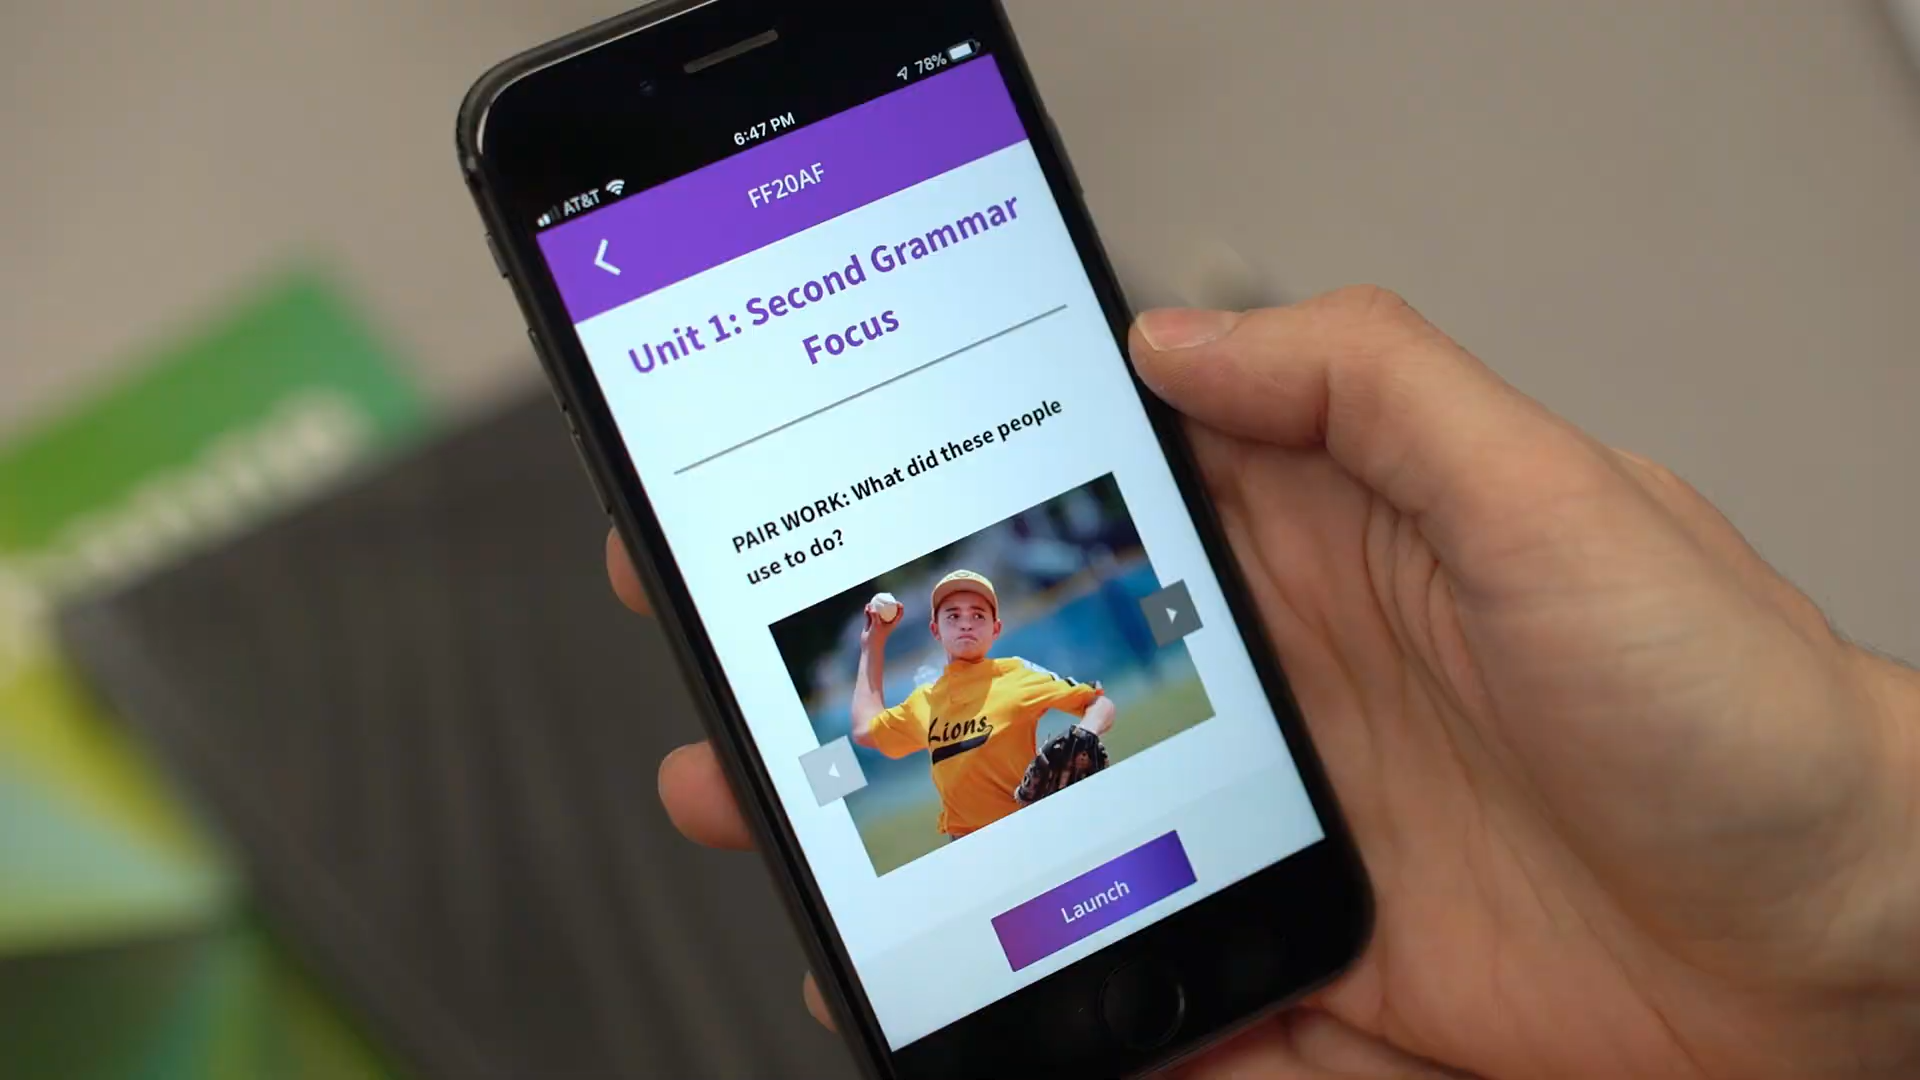 AT&T 6:47 PM 78%
FF20AF
Unit 1: Second Grammar
Focus
PAIR WORK: What did these people
use to do?
Lions
Launch